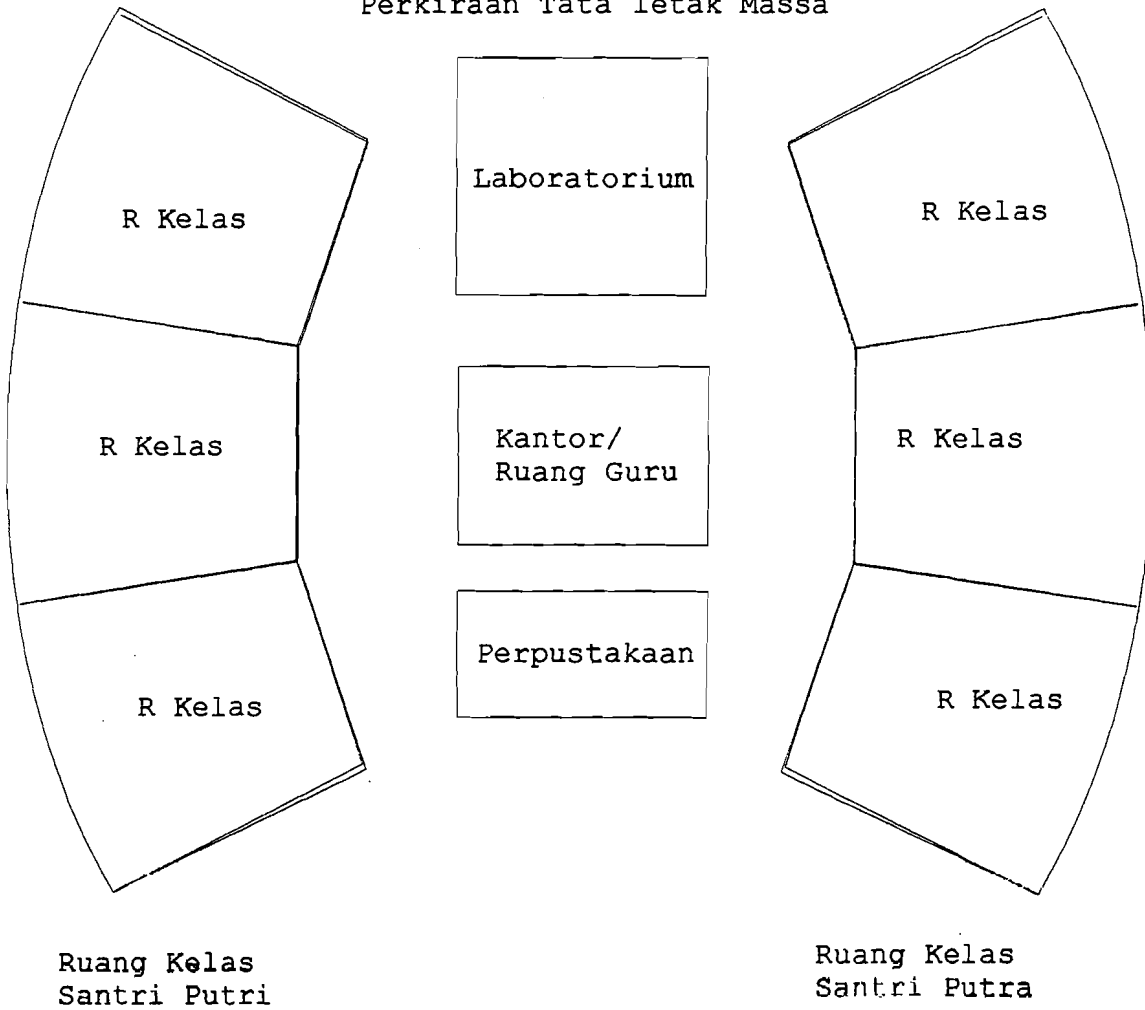 Perkiraan Tata letak Massa
Laboratorium
R Kelas
R Kelas
Kantor/
Ruang Guru
R Kelas
R Kelas
Perpustakaan
R Kelas
R Kelas
Ruang Kelas
Santri Putri
Ruang Kelas
Santri Putra